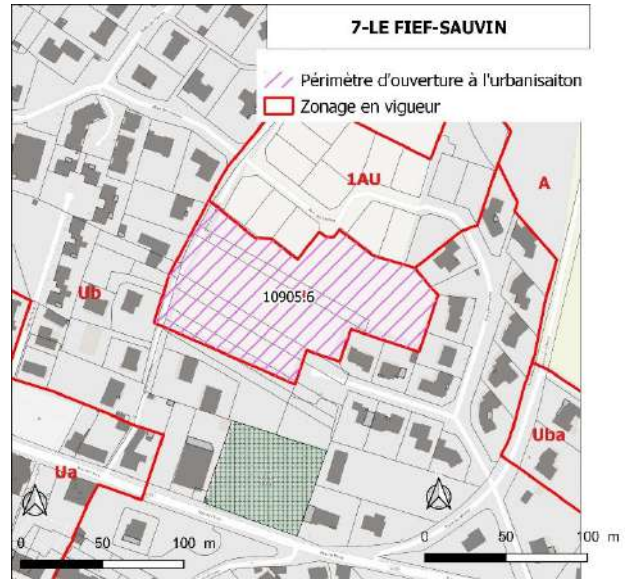 7-LE FIEF-SAUVIN
Périmètre d'ouverture à l'urbanisaiton
Zonage en vigueur
1AU
A
Ub
10905.6
Uba
Ua
0 50 100 m
0 50 100 m